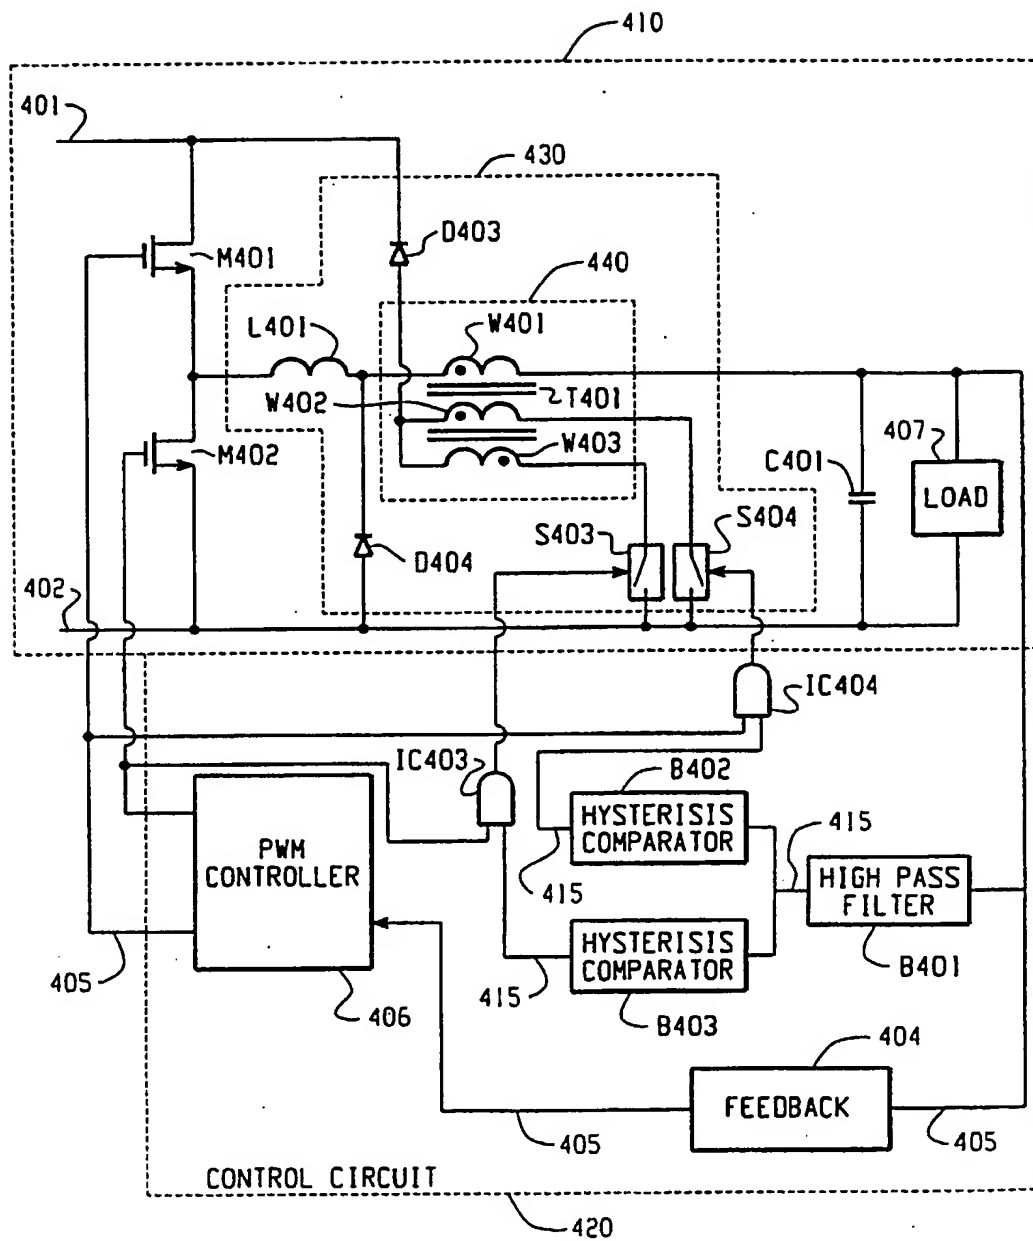 410
401
430
D403
M401
440
L401
W401
T401
W402
W403
407
M402
C401
LOAD
S404
S403
D404
402
IC404
IC403
B402
HYSTERISIS
COMPARATOR
415
PWM
CONTROLLER
415
HIGH PASS
FILTER
HYSTERISIS
COMPARATOR
B401
405
415
406
B403
404
FEEDBACK
405
405
CONTROL CIRCUIT
420